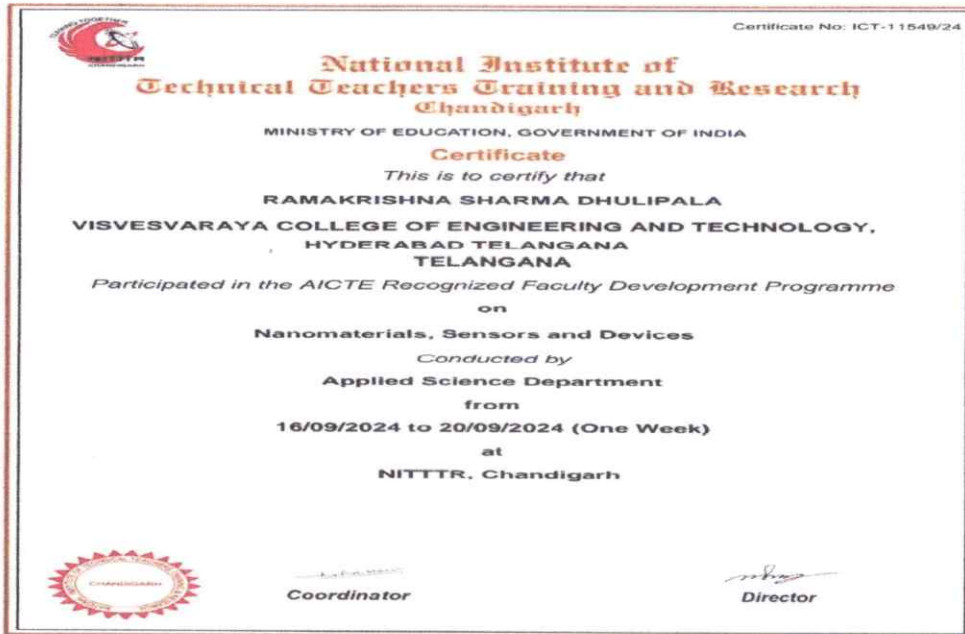 Certificate No: ICT-11549/24
NITTTR
CHANDIGARH
National Institute of
Technical Teachers Training and Research
Chandigarh
MINISTRY OF EDUCATION, GOVERNMENT OF INDIA
Certificate
This is to certify that
RAMAKRISHNA SHARMA DHULIPALA
VISVESVARAYA COLLEGE OF ENGINEERING AND TECHNOLOGY,
HYDERABAD TELANGANA
TELANGANA
Participated in the AICTE Recognized Faculty Development Programme
on
Nanomaterials, Sensors and Devices
Conducted by
Applied Science Department
from
16/09/2024 to 20/09/2024 (One Week)
at
NITTTR, Chandigarh
CHANDIGARH
Coordinator
Director